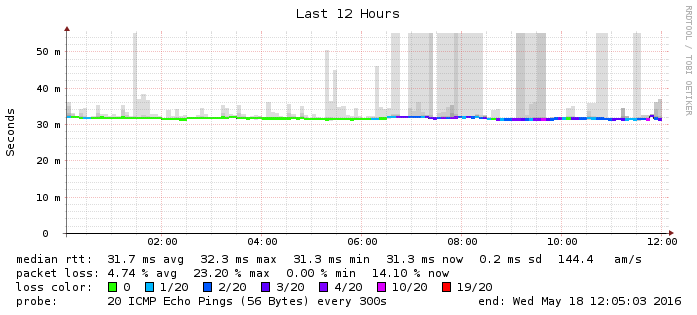 Last 12 Hours
RRDTOOL / TOBI OETIKER
Seconds
50 m
40 m
30 m
20 m
10 m
0
02:00 04:00 06:00 08:00 10:00 12:00
median rtt: 31.7 ms avg 32.3 ms max 31.3 ms min 31.3 ms now 0.2 ms sd 144.4 am/s
packet loss: 4.74 % avg 23.20 % max 0.00 % min 14.10 % now
loss color: 0 1/20 2/20 3/20 4/20 10/20 19/20
probe: 20 ICMP Echo Pings (56 Bytes) every 300s end: Wed May 18 12:05:03 2016